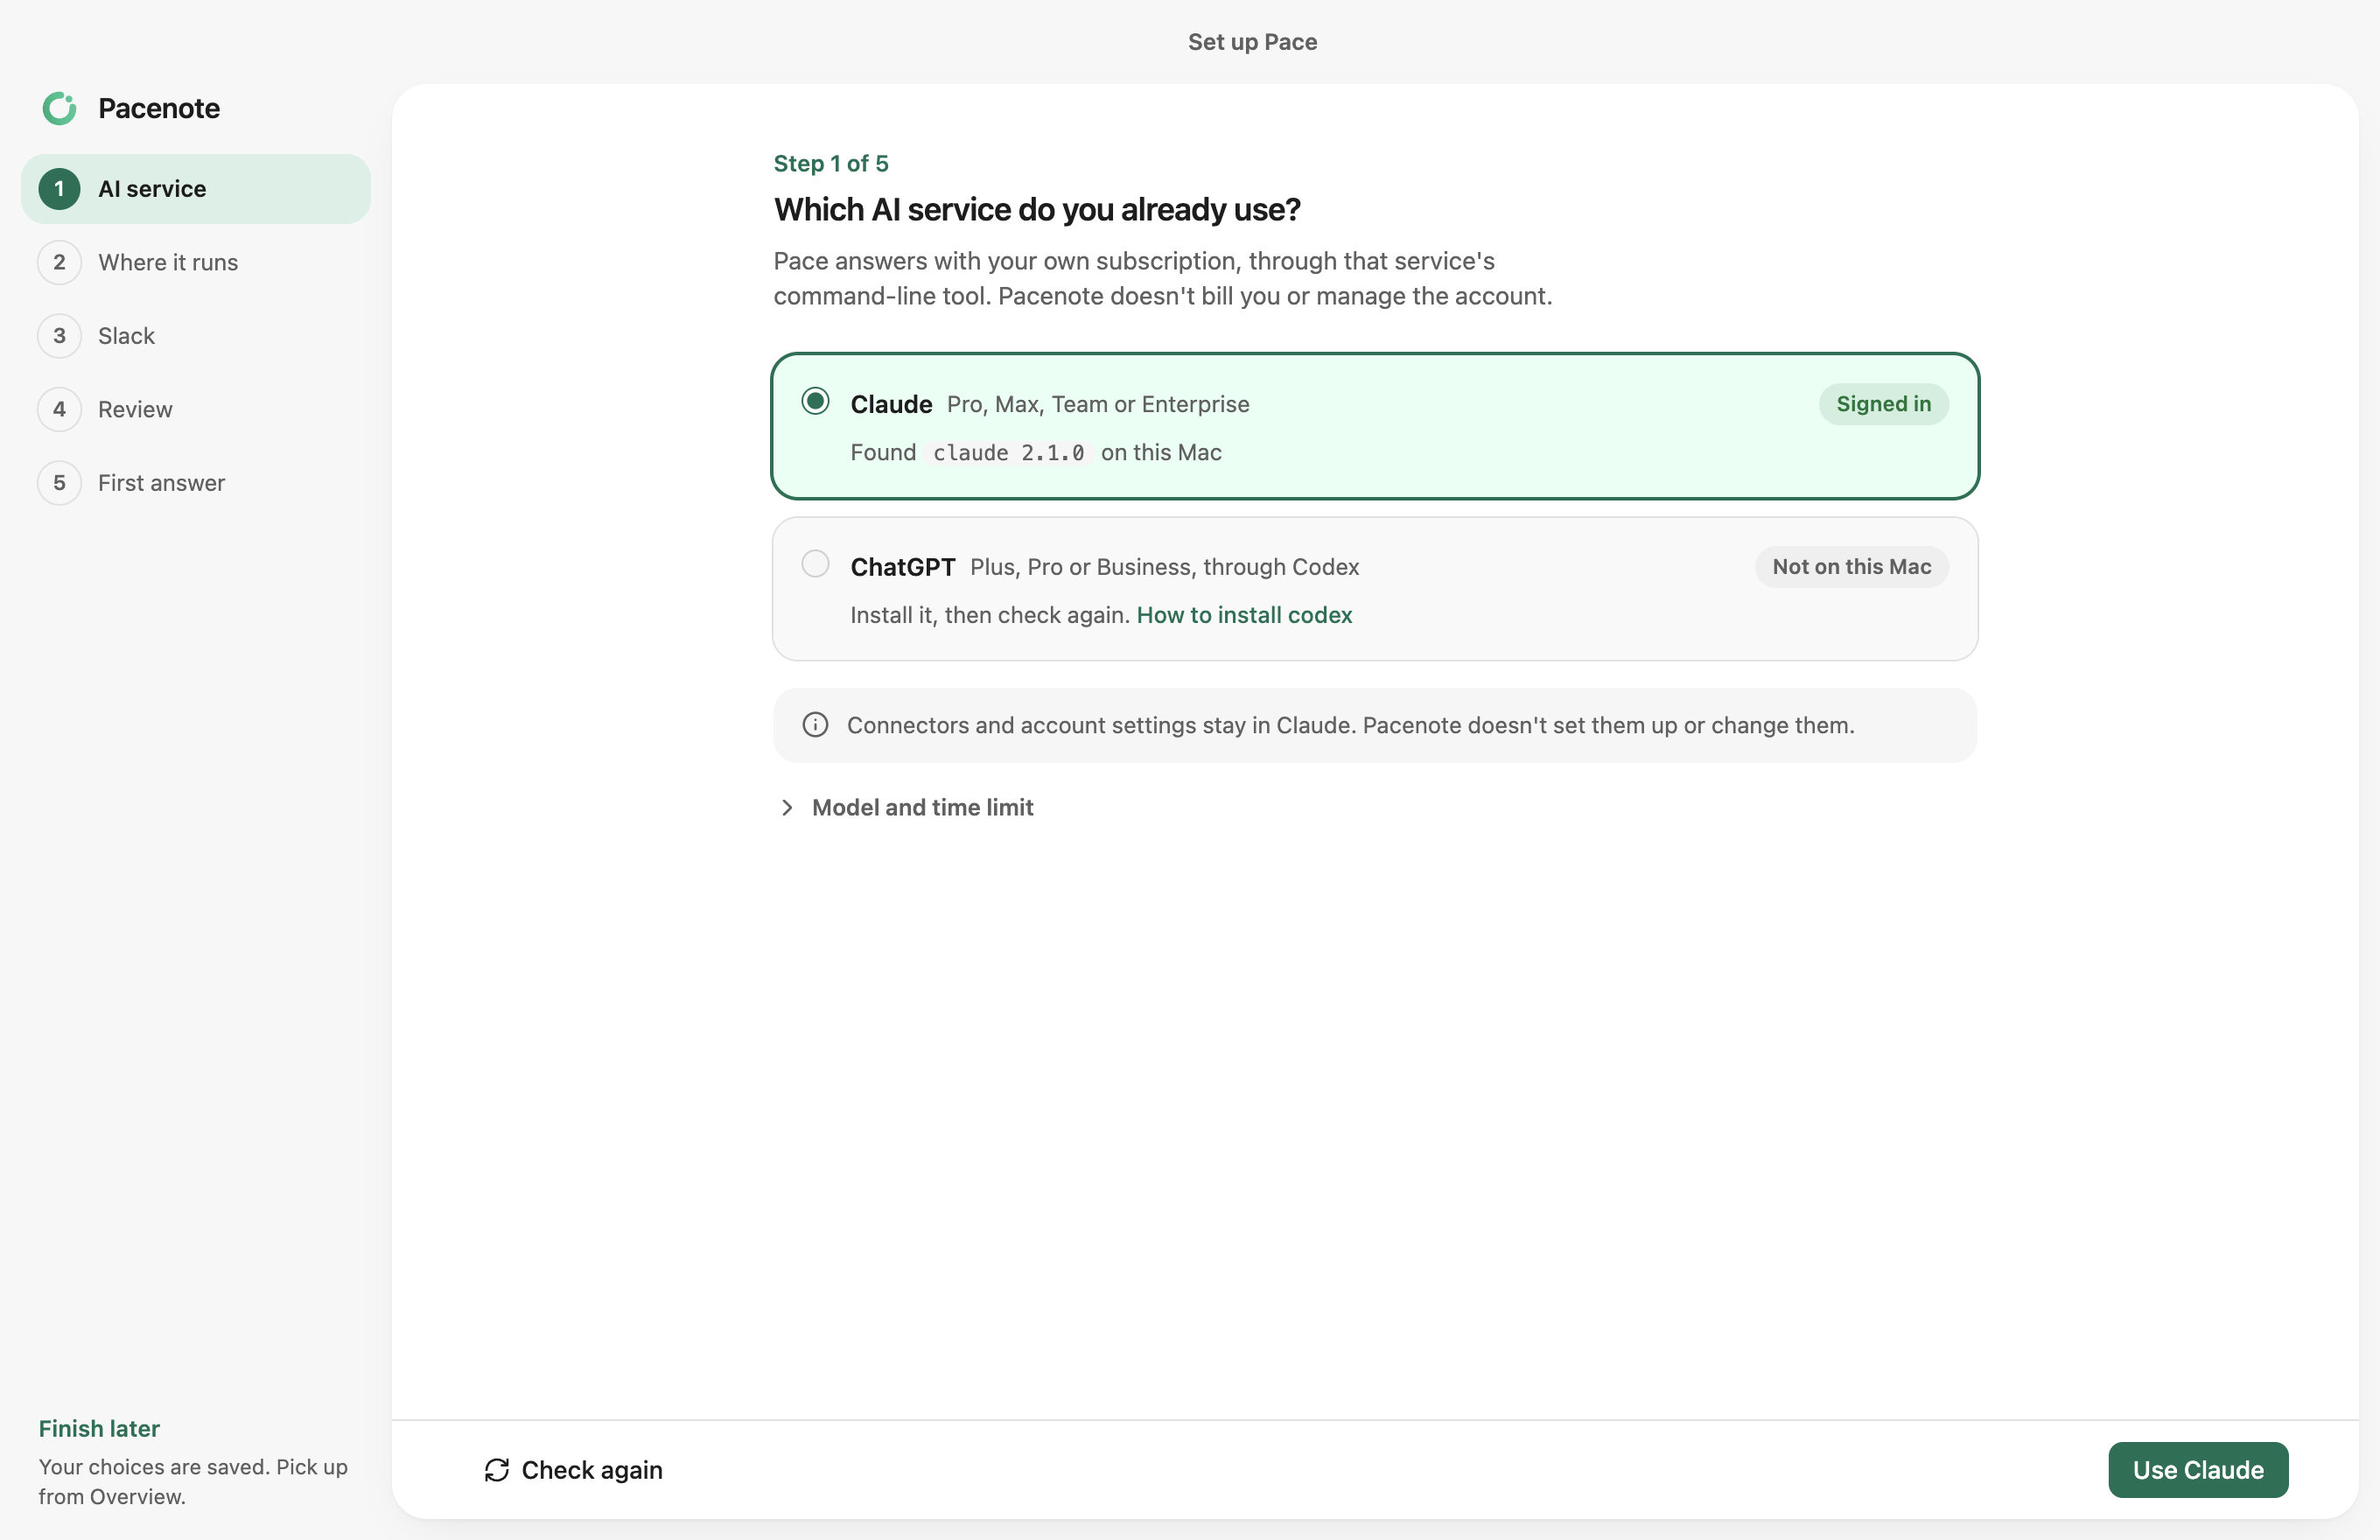 Set up Pace
Pacenote
1 AI service
2 Where it runs
3 Slack
4 Review
5 First answer
Finish later
Your choices are saved. Pick up
from Overview.
Step 1 of 5
Which AI service do you already use?
Pace answers with your own subscription, through that service's
command-line tool. Pacenote doesn't bill you or manage the account.
Claude Pro, Max, Team or Enterprise Signed in
Found claude 2.1.0 on this Mac
ChatGPT Plus, Pro or Business, through Codex Not on this Mac
Install it, then check again. How to install codex
Connectors and account settings stay in Claude. Pacenote doesn't set them up or change them.
Model and time limit
Check again Use Claude